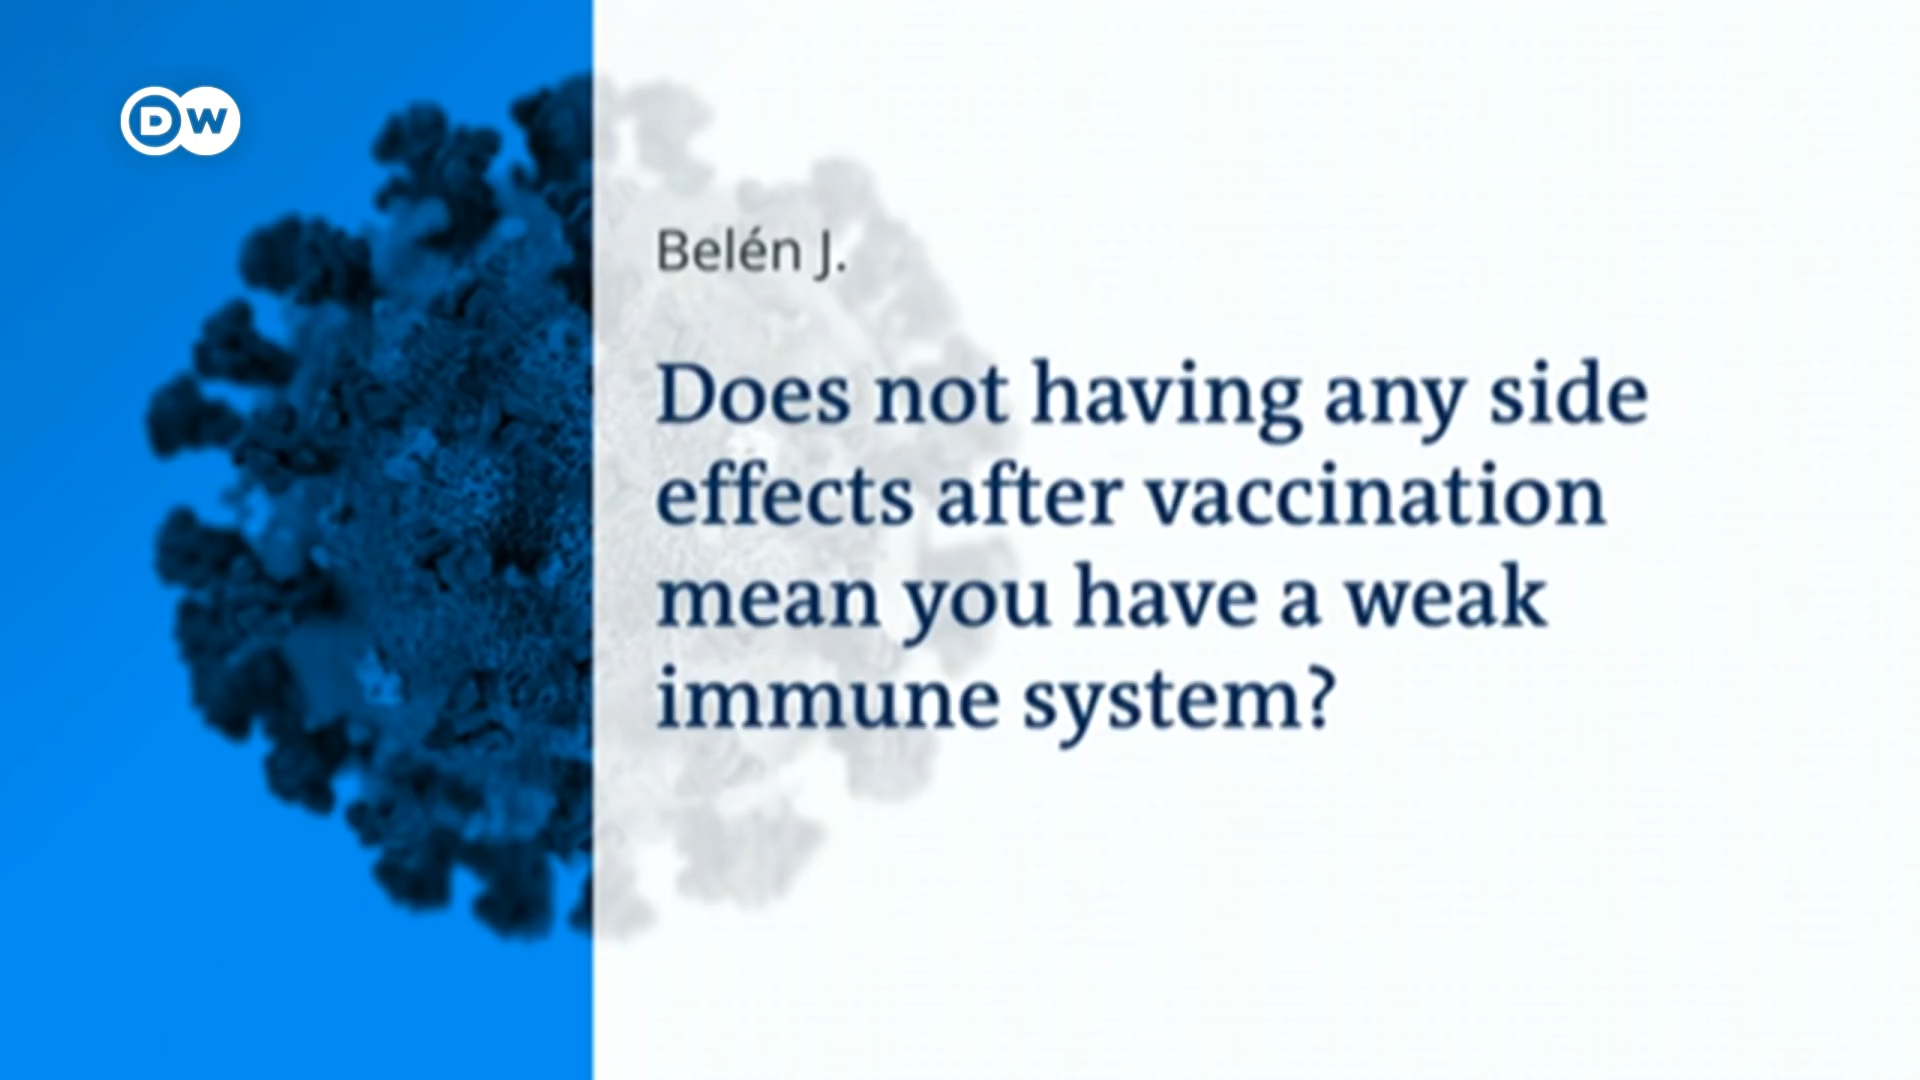 DW
Belén J.
Does not having any side
effects after vaccination
mean you have a weak
immune system?